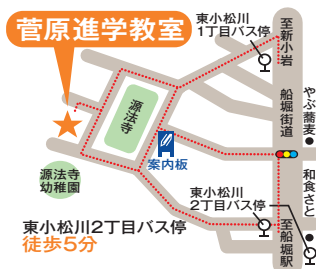 菅原進学教室
東小松川
1丁目バス停
至新小岩
船堀街道
やぶ蕎麦
源法寺
案内板
和食さと
源法寺
幼稚園
東小松川
2丁目バス停
至船堀駅
東小松川2丁目バス停
徒歩5分